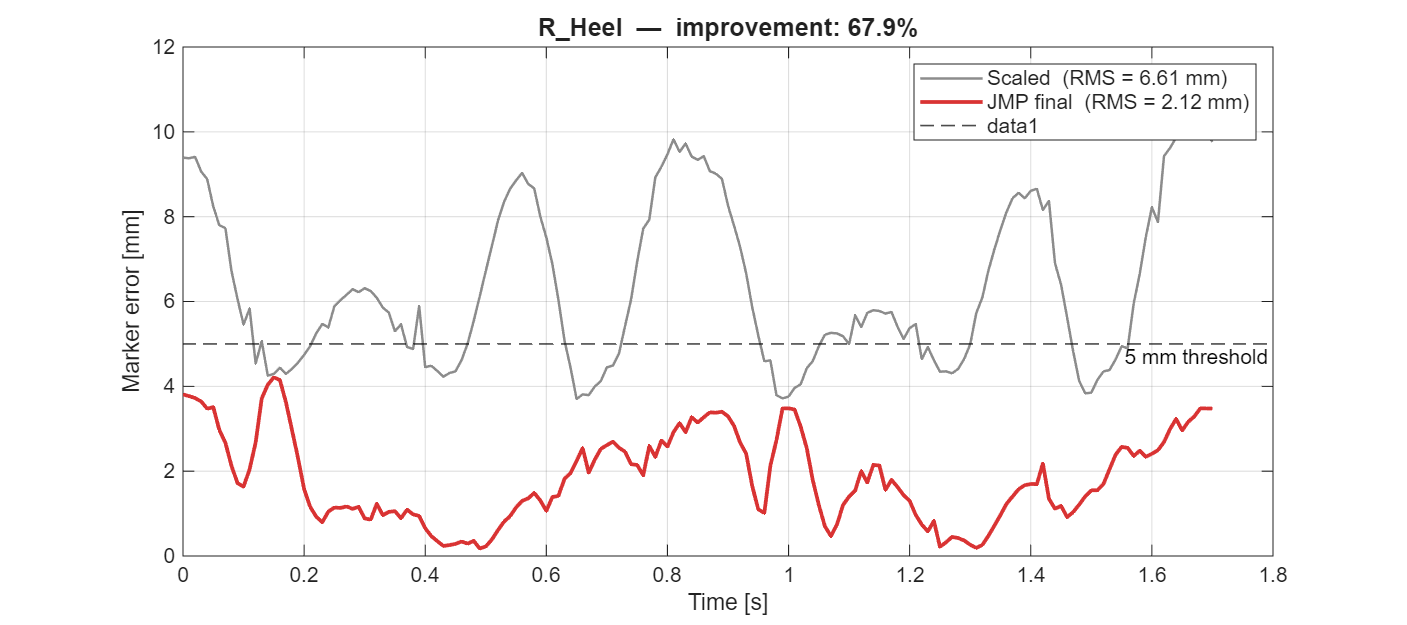 R_Heel — improvement: 67.9%
12
10
8
6
4
2
0
Marker error [mm]
Scaled (RMS = 6.61 mm)
JMP final (RMS = 2.12 mm)
data1
5 mm threshold
0 0.2 0.4 0.6 0.8 1 1.2 1.4 1.6 1.8
Time [s]